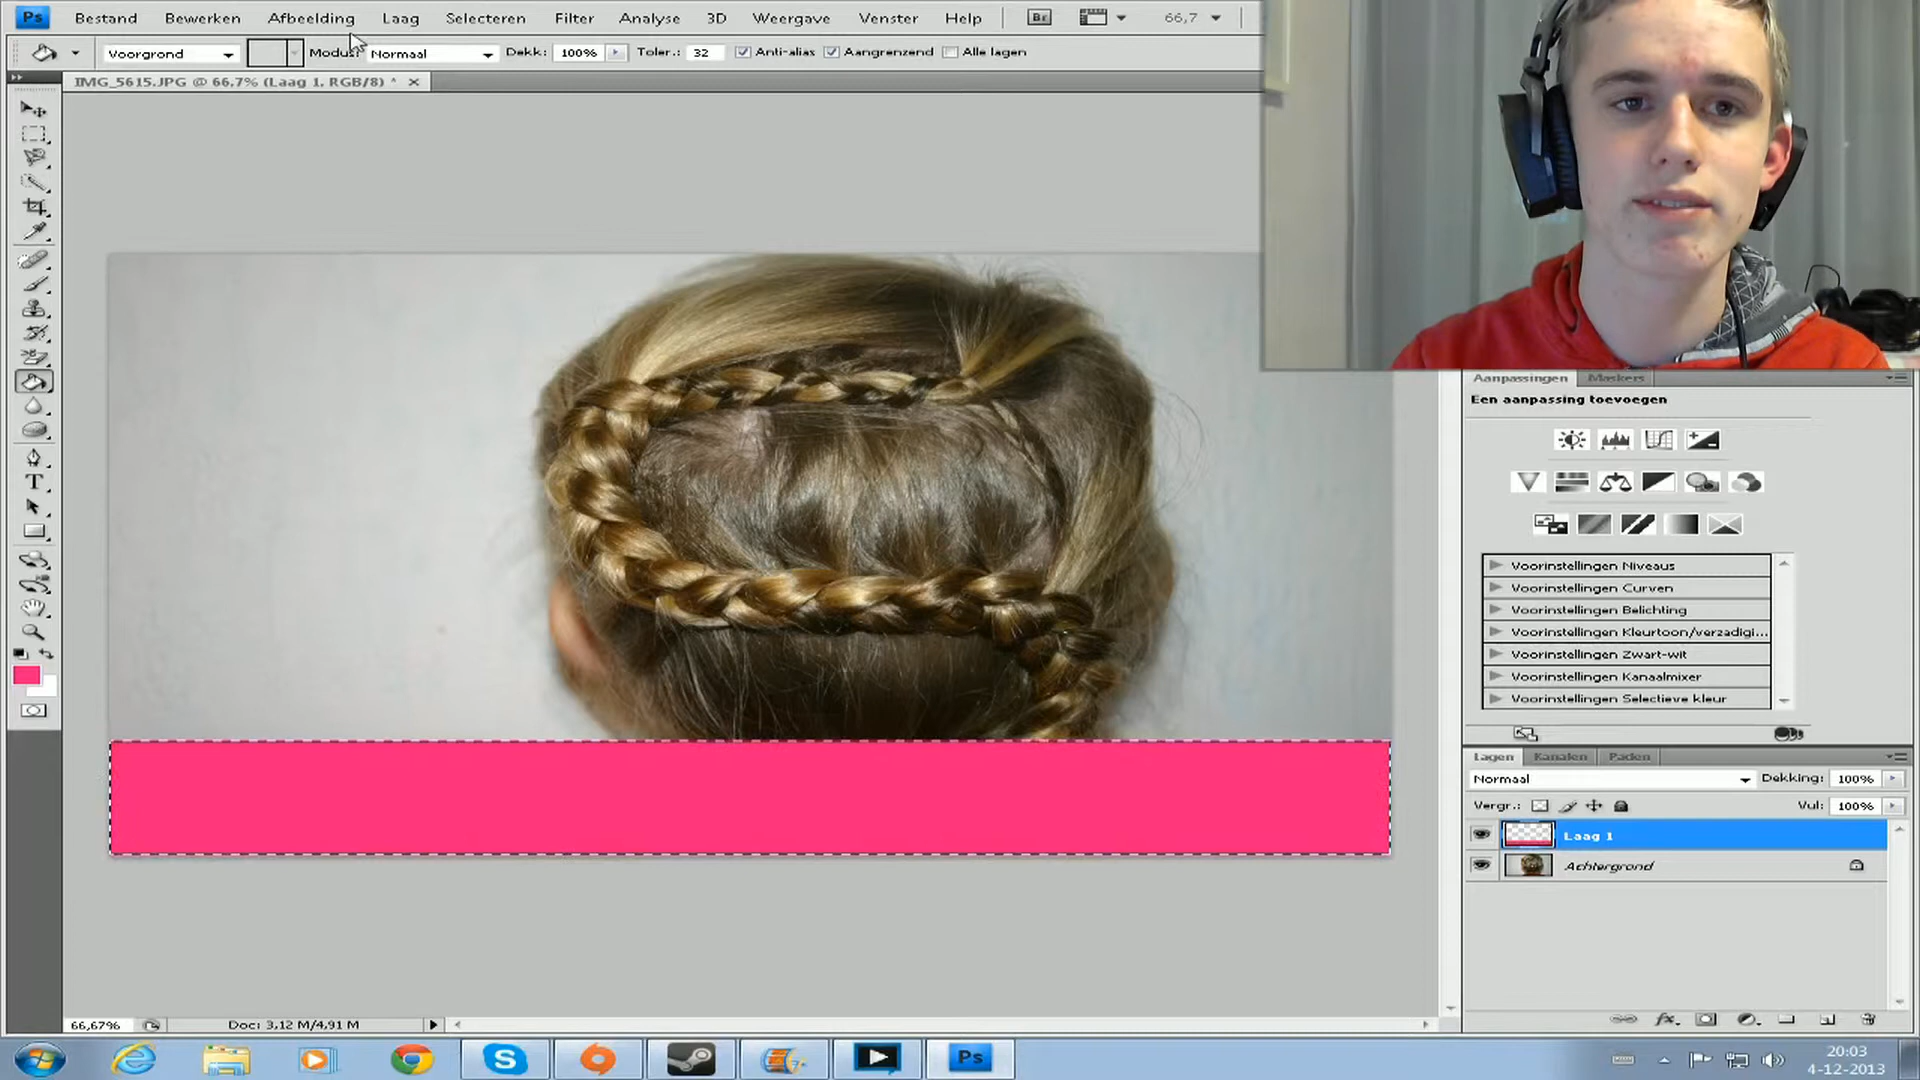 Ps Bestand Bewerken Afbeelding Laag Selecteren Filter Analyse 3D Weergave Venster Help Br 66,7
Voorgrond Modus: Normaal Dekk: 100% Toler.: 32 Anti-alias Aangrenzend Alle lagen
IMG_5615.JPG @ 66,7% (Laag 1, RGB/8) * ×
T
Aanpassingen Maskers
Een aanpassing toevoegen
Voorinstellingen Niveaus
Voorinstellingen Curven
Voorinstellingen Belichting
Voorinstellingen Kleurtoon/verzadigi...
Voorinstellingen Zwart-wit
Voorinstellingen Kanaalmixer
Voorinstellingen Selectieve kleur
Lagen Kanalen Paden
Normaal Dekking: 100%
Vergr.: Vul: 100%
Laag 1
Achtergrond
fx.
66,67% Doc: 3,12 M/4,91 M
Ps
20:03
4-12-2013